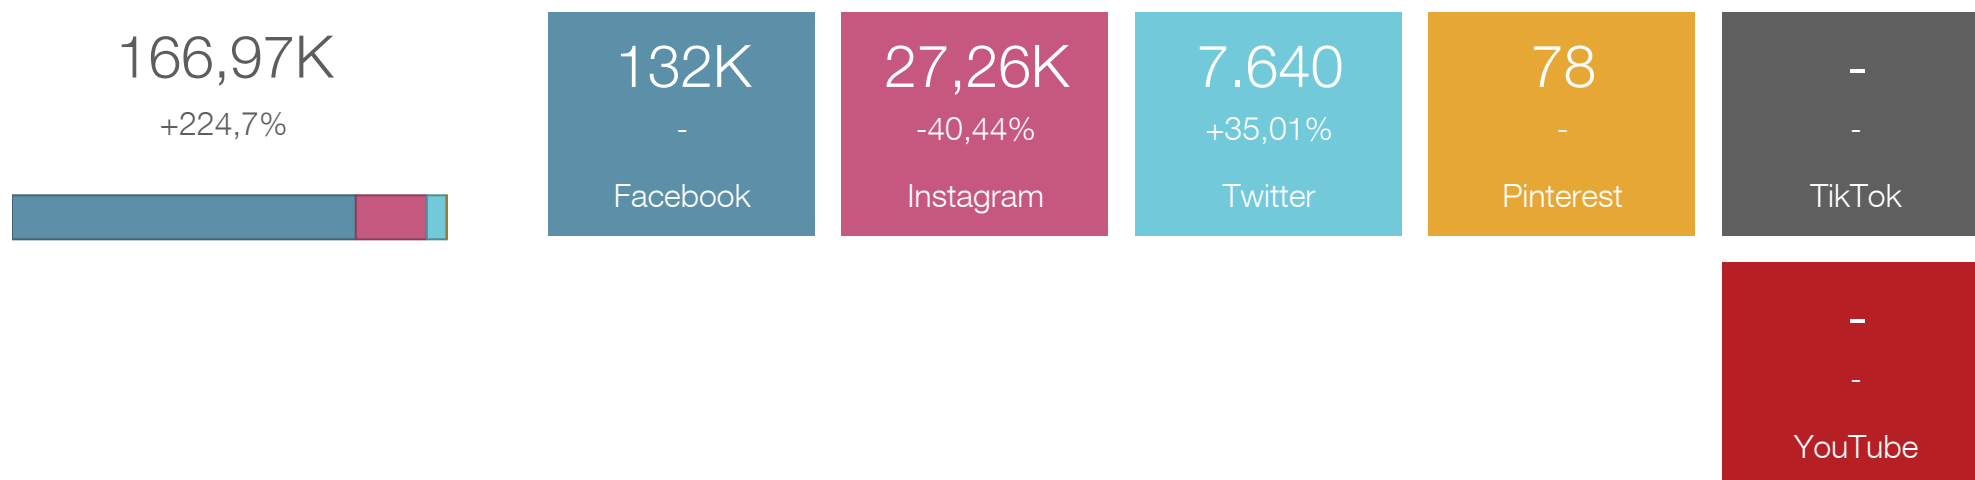 166,97K
+224,7%
132K
-
Facebook
27,26K
-40,44%
Instagram
7.640
+35,01%
Twitter
78
-
Pinterest
-
-
TikTok
-
-
YouTube